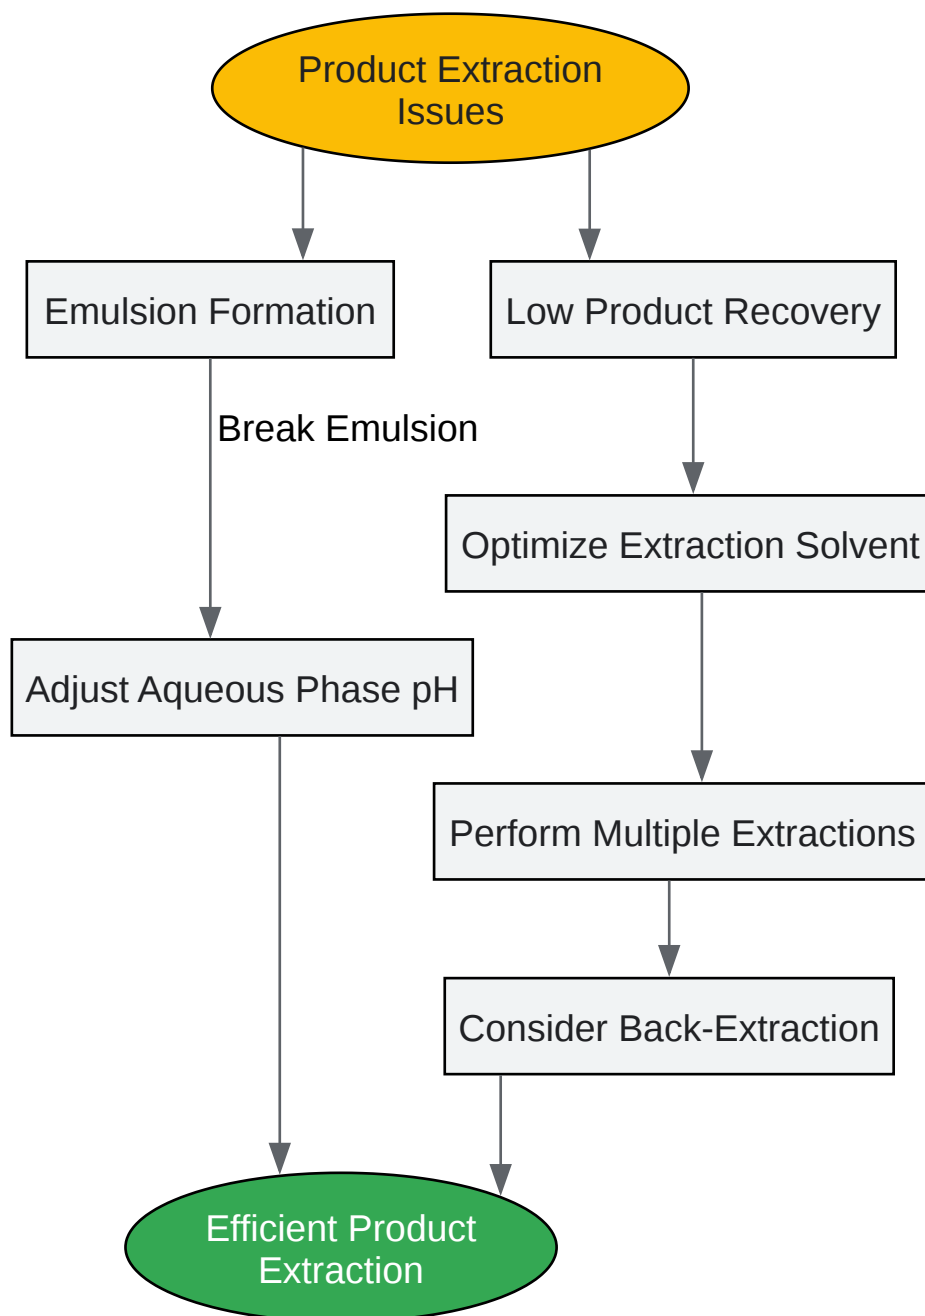 Product Extraction
Issues
Emulsion Formation
Low Product Recovery
Break Emulsion
Optimize Extraction Solvent
Adjust Aqueous Phase pH
Perform Multiple Extractions
Consider Back-Extraction
Efficient Product
Extraction